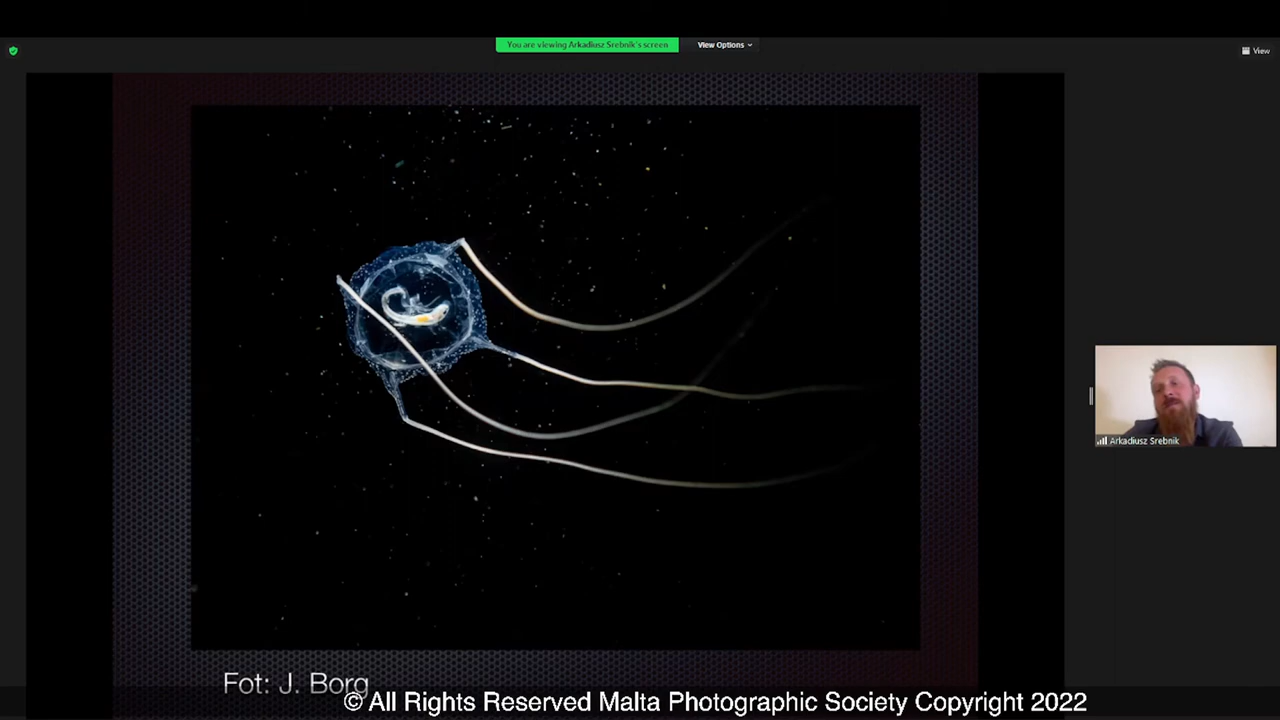 You are viewing Arkadiusz Srebnik's screen
View Options
View
Arkadiusz Srebnik
Fot: J. Borg
© All Rights Reserved Malta Photographic Society Copyright 2022